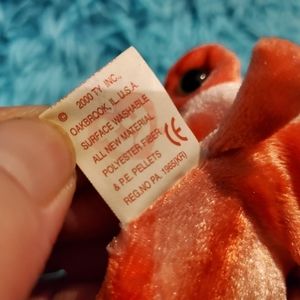 2000 TY, INC.,
OAKBROOK, IL, U.S.A.
SURFACE WASHABLE
ALL NEW MATERIAL
POLYESTER FIBER
& P.E. PELLETS
REG. NO PA. 1965(KR)
CE